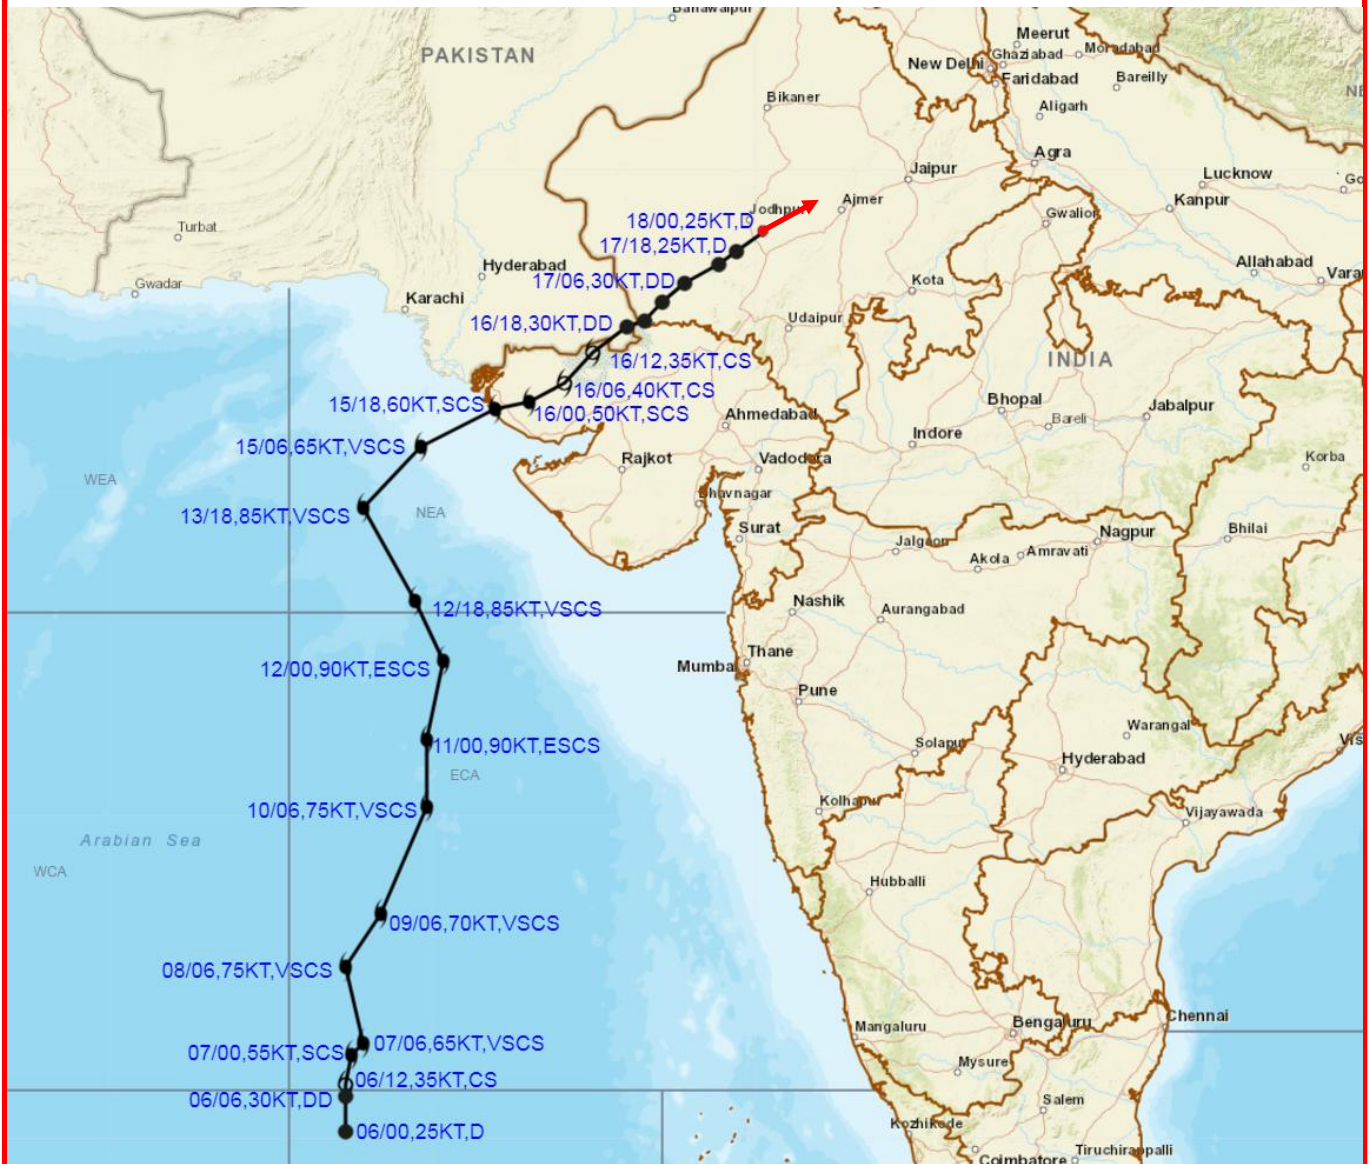 Bahawalpur
PAKISTAN
Meerut
Ghaziabad
Moradabad
New Delhi
Faridabad
Bareilly
Bikaner
Aligarh
Agra
Jaipur
Lucknow
Jodhpur
Ajmer
Kanpur
18/00,25KT,D
Gwalior
Turbat
17/18,25KT,D
Hyderabad
Allahabad
17/06,30KT,DD
Kota
Gwadar
Karachi
16/18,30KT,DD
Udaipur
INDIA
16/12,35KT,CS
16/06,40KT,CS
15/18,60KT,SCS
16/00,50KT,SCS
Ahmedabad
Bhopal
Jabalpur
Bareli
15/06,65KT,VSCS
Indore
Rajkot
Vadodra
Korba
WEA
Bhavnagar
13/18,85KT,VSCS
NEA
Surat
Nagpur
Bhilai
Jalgaon
Akola
Amravati
12/18,85KT,VSCS
Nashik
Aurangabad
Thane
12/00,90KT,ESCS
Mumbai
Pune
Warangal
11/00,90KT,ESCS
Solapur
Hyderabad
ECA
10/06,75KT,VSCS
Kolhapur
Vijayawada
Arabian Sea
WCA
Hubballi
09/06,70KT,VSCS
08/06,75KT,VSCS
Chennai
Mangaluru
Bengaluru
07/06,65KT,VSCS
07/00,55KT,SCS
Mysuru
06/12,35KT,CS
06/06,30KT,DD
Salem
Kozhikode
06/00,25KT,D
Tiruchirappalli
Coimbatore